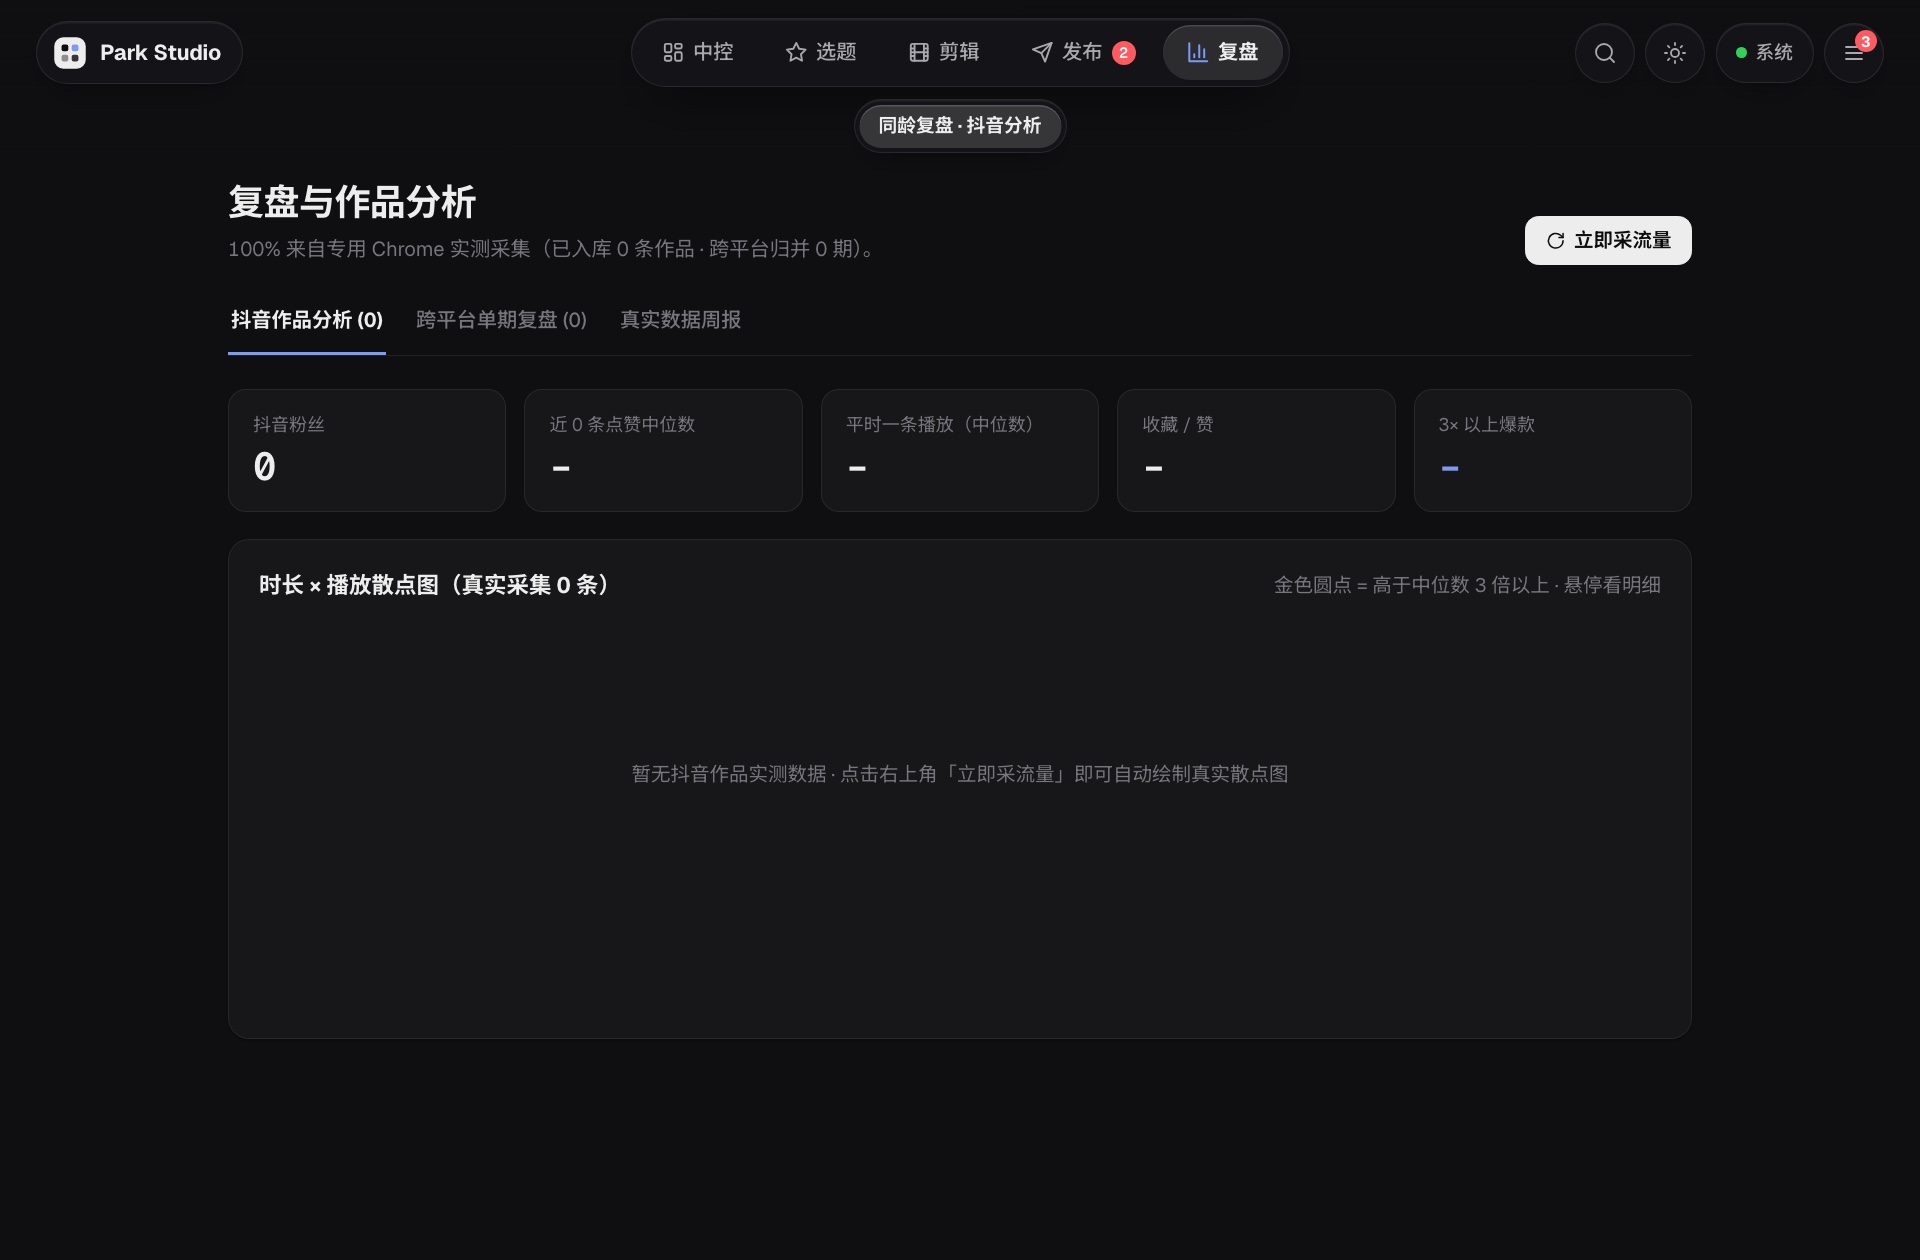 Park Studio
中控
选题
剪辑
发布 2
复盘
系统
3
同龄复盘 · 抖音分析
复盘与作品分析
100% 来自专用 Chrome 实测采集（已入库 0 条作品 · 跨平台归并 0 期）。
立即采流量
抖音作品分析 (0)
跨平台单期复盘 (0)
真实数据周报
抖音粉丝
0
近 0 条点赞中位数
–
平时一条播放（中位数）
–
收藏 / 赞
–
3× 以上爆款
–
时长 × 播放散点图（真实采集 0 条）
金色圆点 = 高于中位数 3 倍以上 · 悬停看明细
暂无抖音作品实测数据 · 点击右上角「立即采流量」即可自动绘制真实散点图